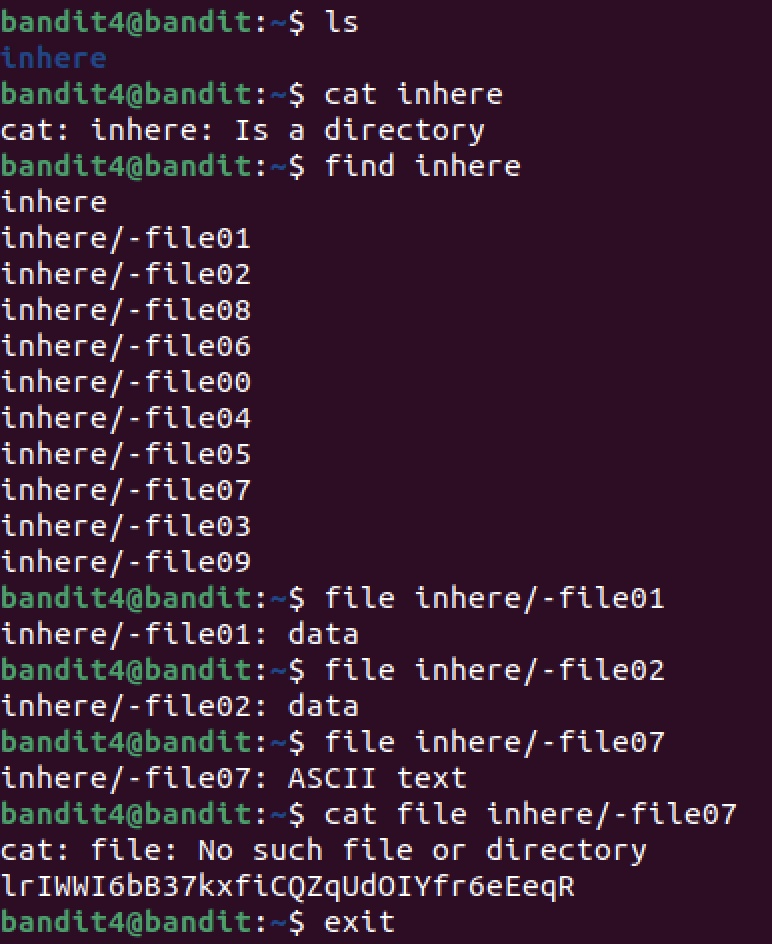 bandit4@bandit:~$ ls
inhere
bandit4@bandit:~$ cat inhere
cat: inhere: Is a directory
bandit4@bandit:~$ find inhere
inhere
inhere/-file01
inhere/-file02
inhere/-file08
inhere/-file06
inhere/-file00
inhere/-file04
inhere/-file05
inhere/-file07
inhere/-file03
inhere/-file09
bandit4@bandit:~$ file inhere/-file01
inhere/-file01: data
bandit4@bandit:~$ file inhere/-file02
inhere/-file02: data
bandit4@bandit:~$ file inhere/-file07
inhere/-file07: ASCII text
bandit4@bandit:~$ cat file inhere/-file07
cat: file: No such file or directory
lrIWWI6bB37kxfiCQZqUdOIYfr6eEeqR
bandit4@bandit:~$ exit